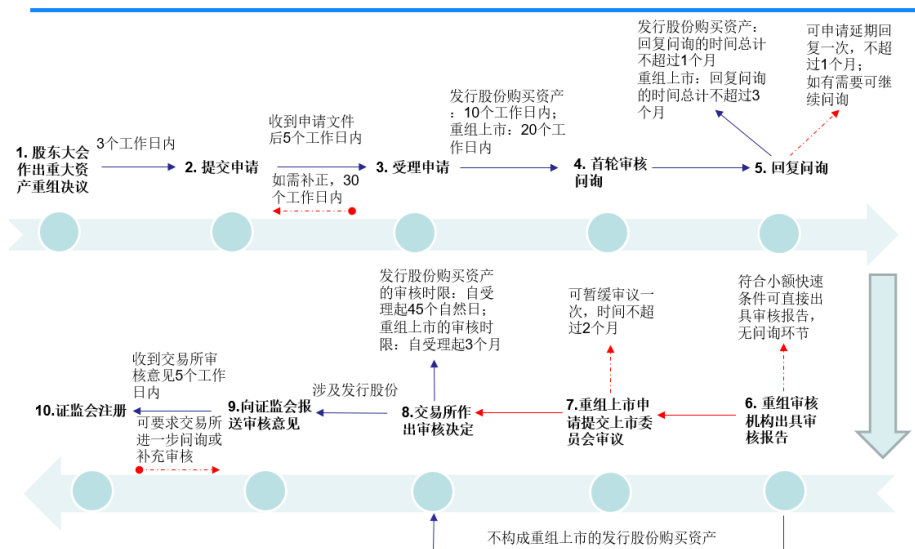 1. 股东大会
作出重大资
产重组决议
3个工作日内
2. 提交申请
收到申请文件
后5个工作日内
如需补正，30
个工作日内
3. 受理申请
发行股份购买资产
：10个工作日内；
重组上市：20个工
作日内
4. 首轮审核
问询
发行股份购买资产：
回复问询的时间总计
不超过1个月
重组上市：回复问询
的时间总计不超过3
个月
可申请延期回
复一次，不超
过1个月；
如有需要可继
续问询
5. 回复问询
符合小额快速
条件可直接出
具审核报告，
无问询环节
6. 重组审核
机构出具审
核报告
可暂缓审议一
次，时间不超
过2个月
7.重组上市申
请提交上市委
员会审议
发行股份购买资产
的审核时限：自受
理起45个自然日；
重组上市的审核时
限：自受理起3个月
8.交易所作
出审核决定
涉及发行股份
9.向证监会报
送审核意见
收到交易所审
核意见5个工作
日内
可要求交易所
进一步问询或
补充审核
10.证监会注册
不构成重组上市的发行股份购买资产